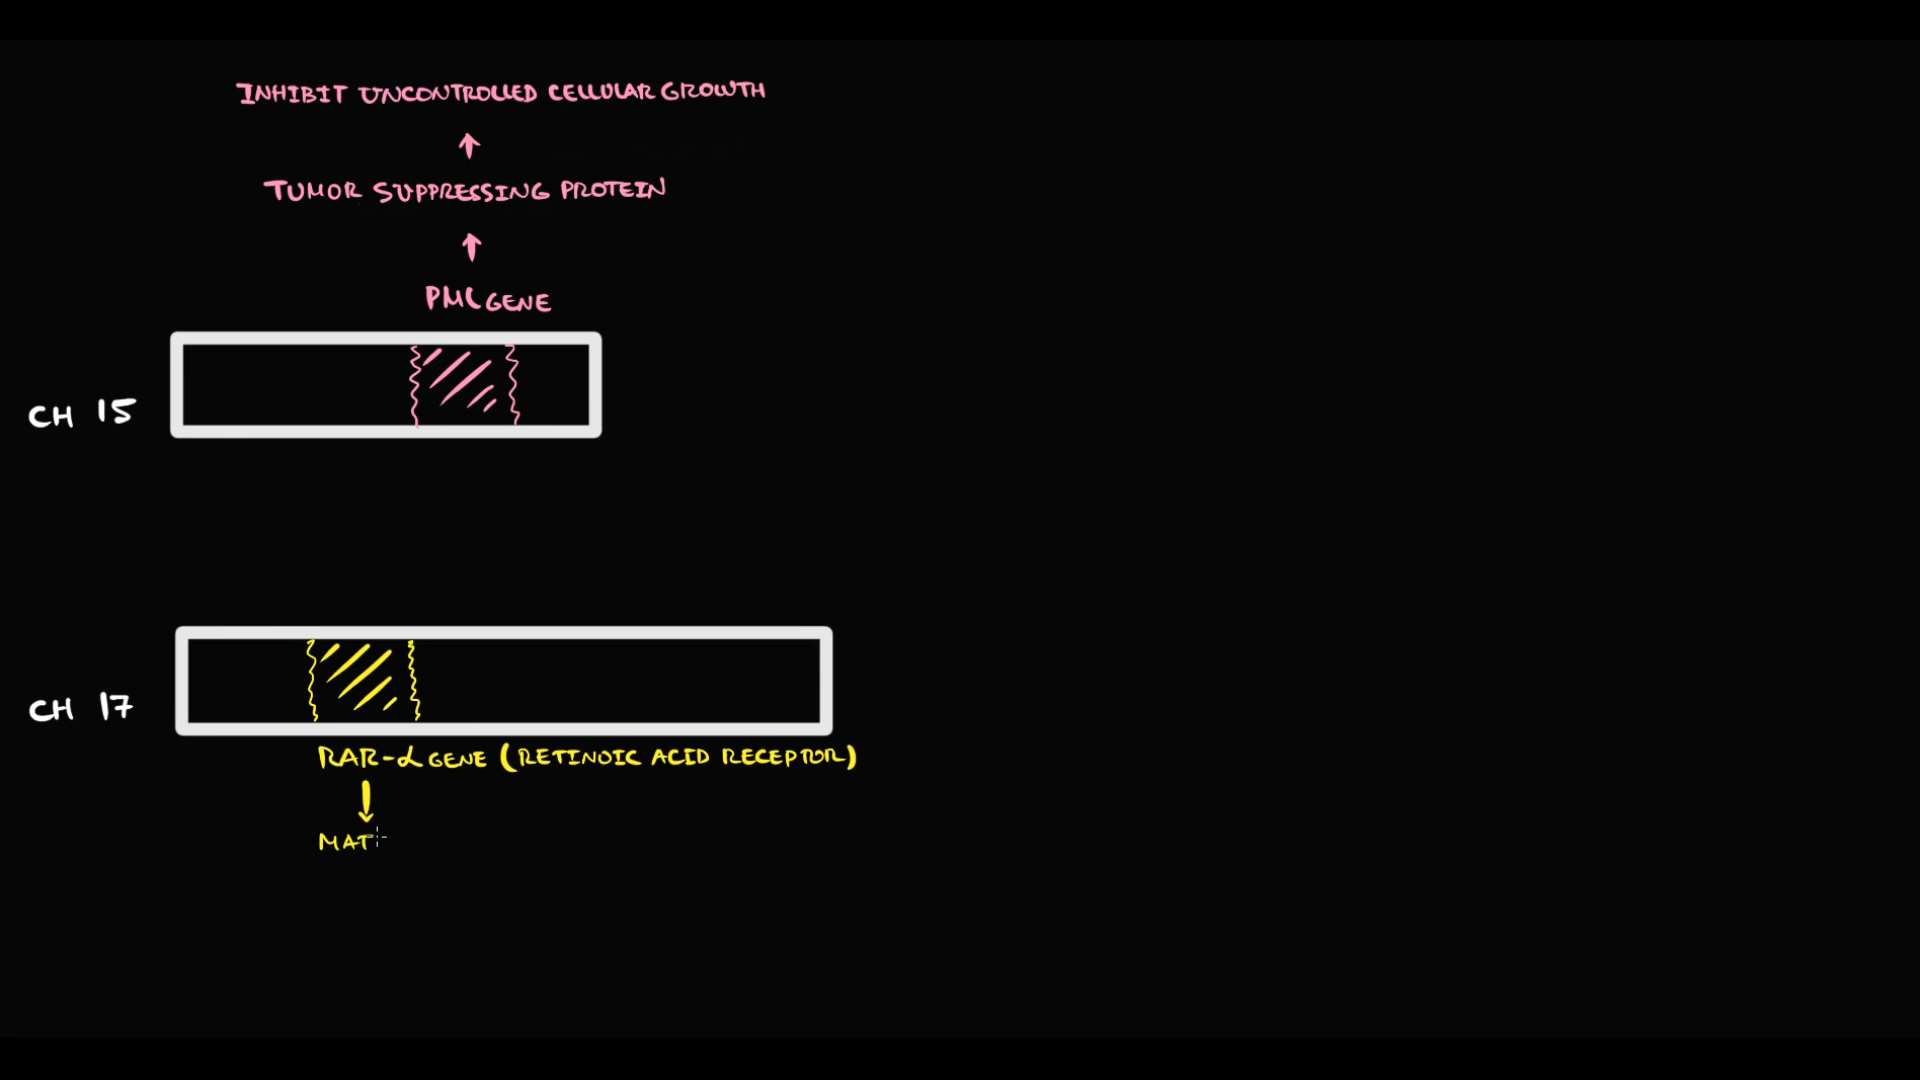 INHIBIT UNCONTROLLED CELLULAR GROWTH
TUMOR SUPPRESSING PROTEIN
PML GENE
CH 15
CH 17
RAR-α GENE (RETINOIC ACID RECEPTOR)
MAT